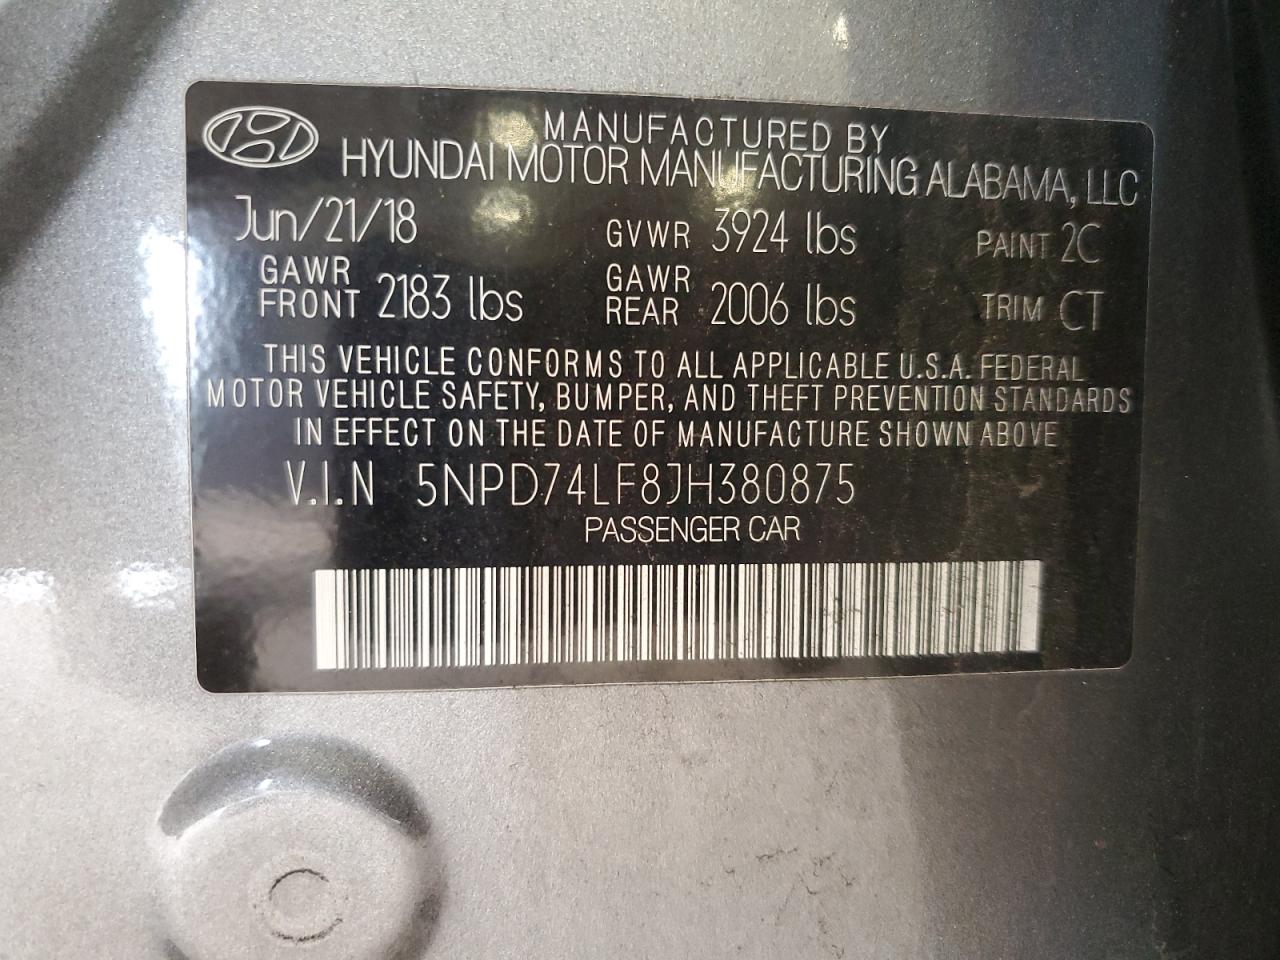 MANUFACTURED BY
HYUNDAI MOTOR MANUFACTURING ALABAMA, LLC
Jun/21/18 GVWR 3924 lbs PAINT 2C
GAWR FRONT 2183 lbs GAWR REAR 2006 lbs TRIM CT
THIS VEHICLE CONFORMS TO ALL APPLICABLE U.S.A. FEDERAL
MOTOR VEHICLE SAFETY, BUMPER, AND THEFT PREVENTION STANDARDS
IN EFFECT ON THE DATE OF MANUFACTURE SHOWN ABOVE
V.I.N 5NPD74LF8JH380875
PASSENGER CAR